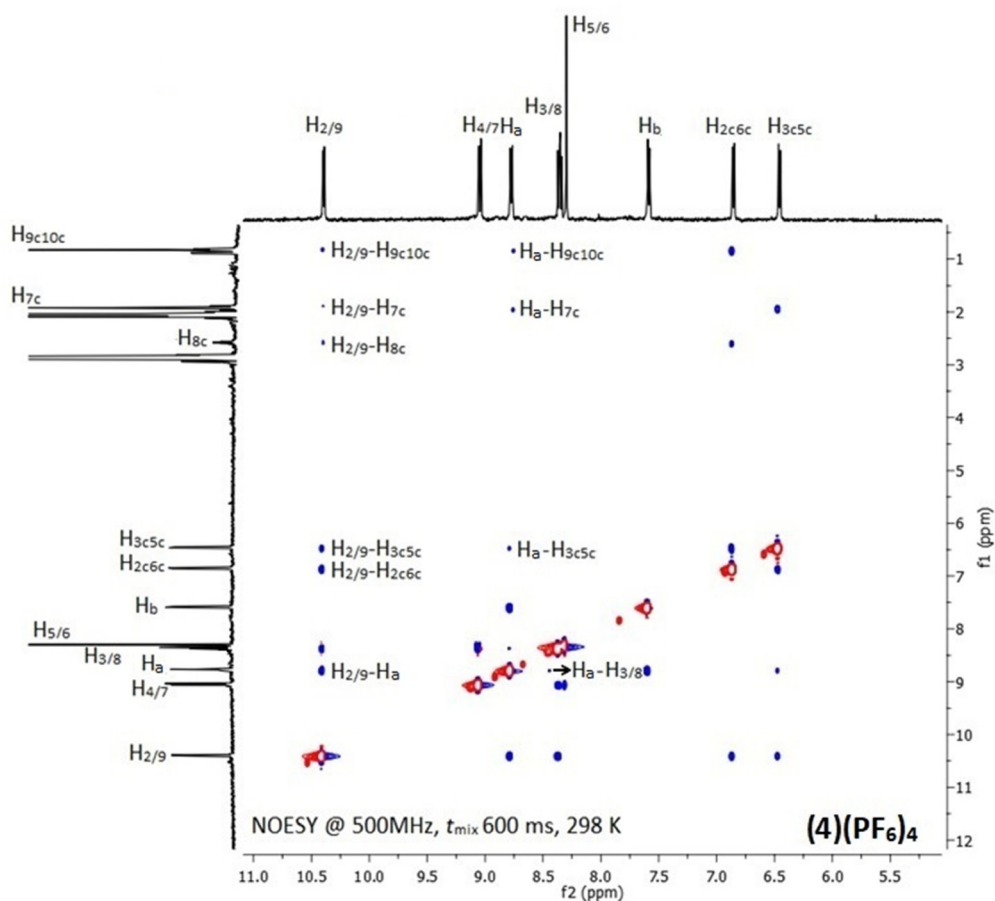 H5/6
H3/8
H2/9
H4/7 Ha
Hb
H2c6c
H3c5c
H9c10c
H2/9-H9c10c
Ha-H9c10c
1
H7c
H2/9-H7c
Ha-H7c
2
H8c
H2/9-H8c
3
4
5
6
H3c5c
H2/9-H3c5c
Ha-H3c5c
H2c6c
H2/9-H2c6c
7
Hb
8
H5/6
H3/8
Ha
H2/9-Ha
Ha-H3/8
H4/7
9
H2/9
10
11
NOESY @ 500MHz, tmix 600 ms, 298 K
(4)(PF6)4
12
f1 (ppm)
11.0 10.5 10.0 9.5 9.0 8.5 8.0 7.5 7.0 6.5 6.0 5.5
f2 (ppm)